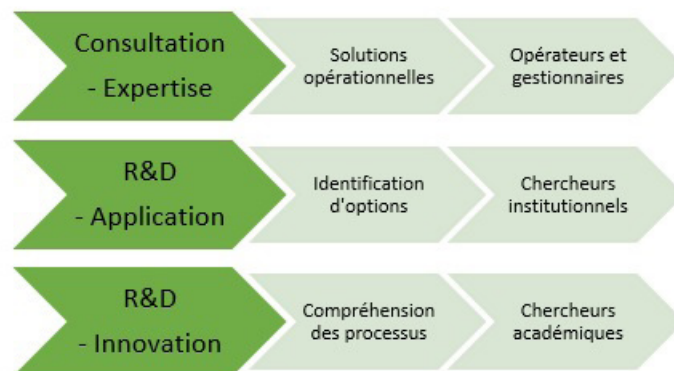 Consultation
- Expertise
Solutions
opérationnelles
Opérateurs et
gestionnaires
R&D
- Application
Identification
d'options
Chercheurs
institutionnels
R&D
- Innovation
Compréhension
des processus
Chercheurs
académiques